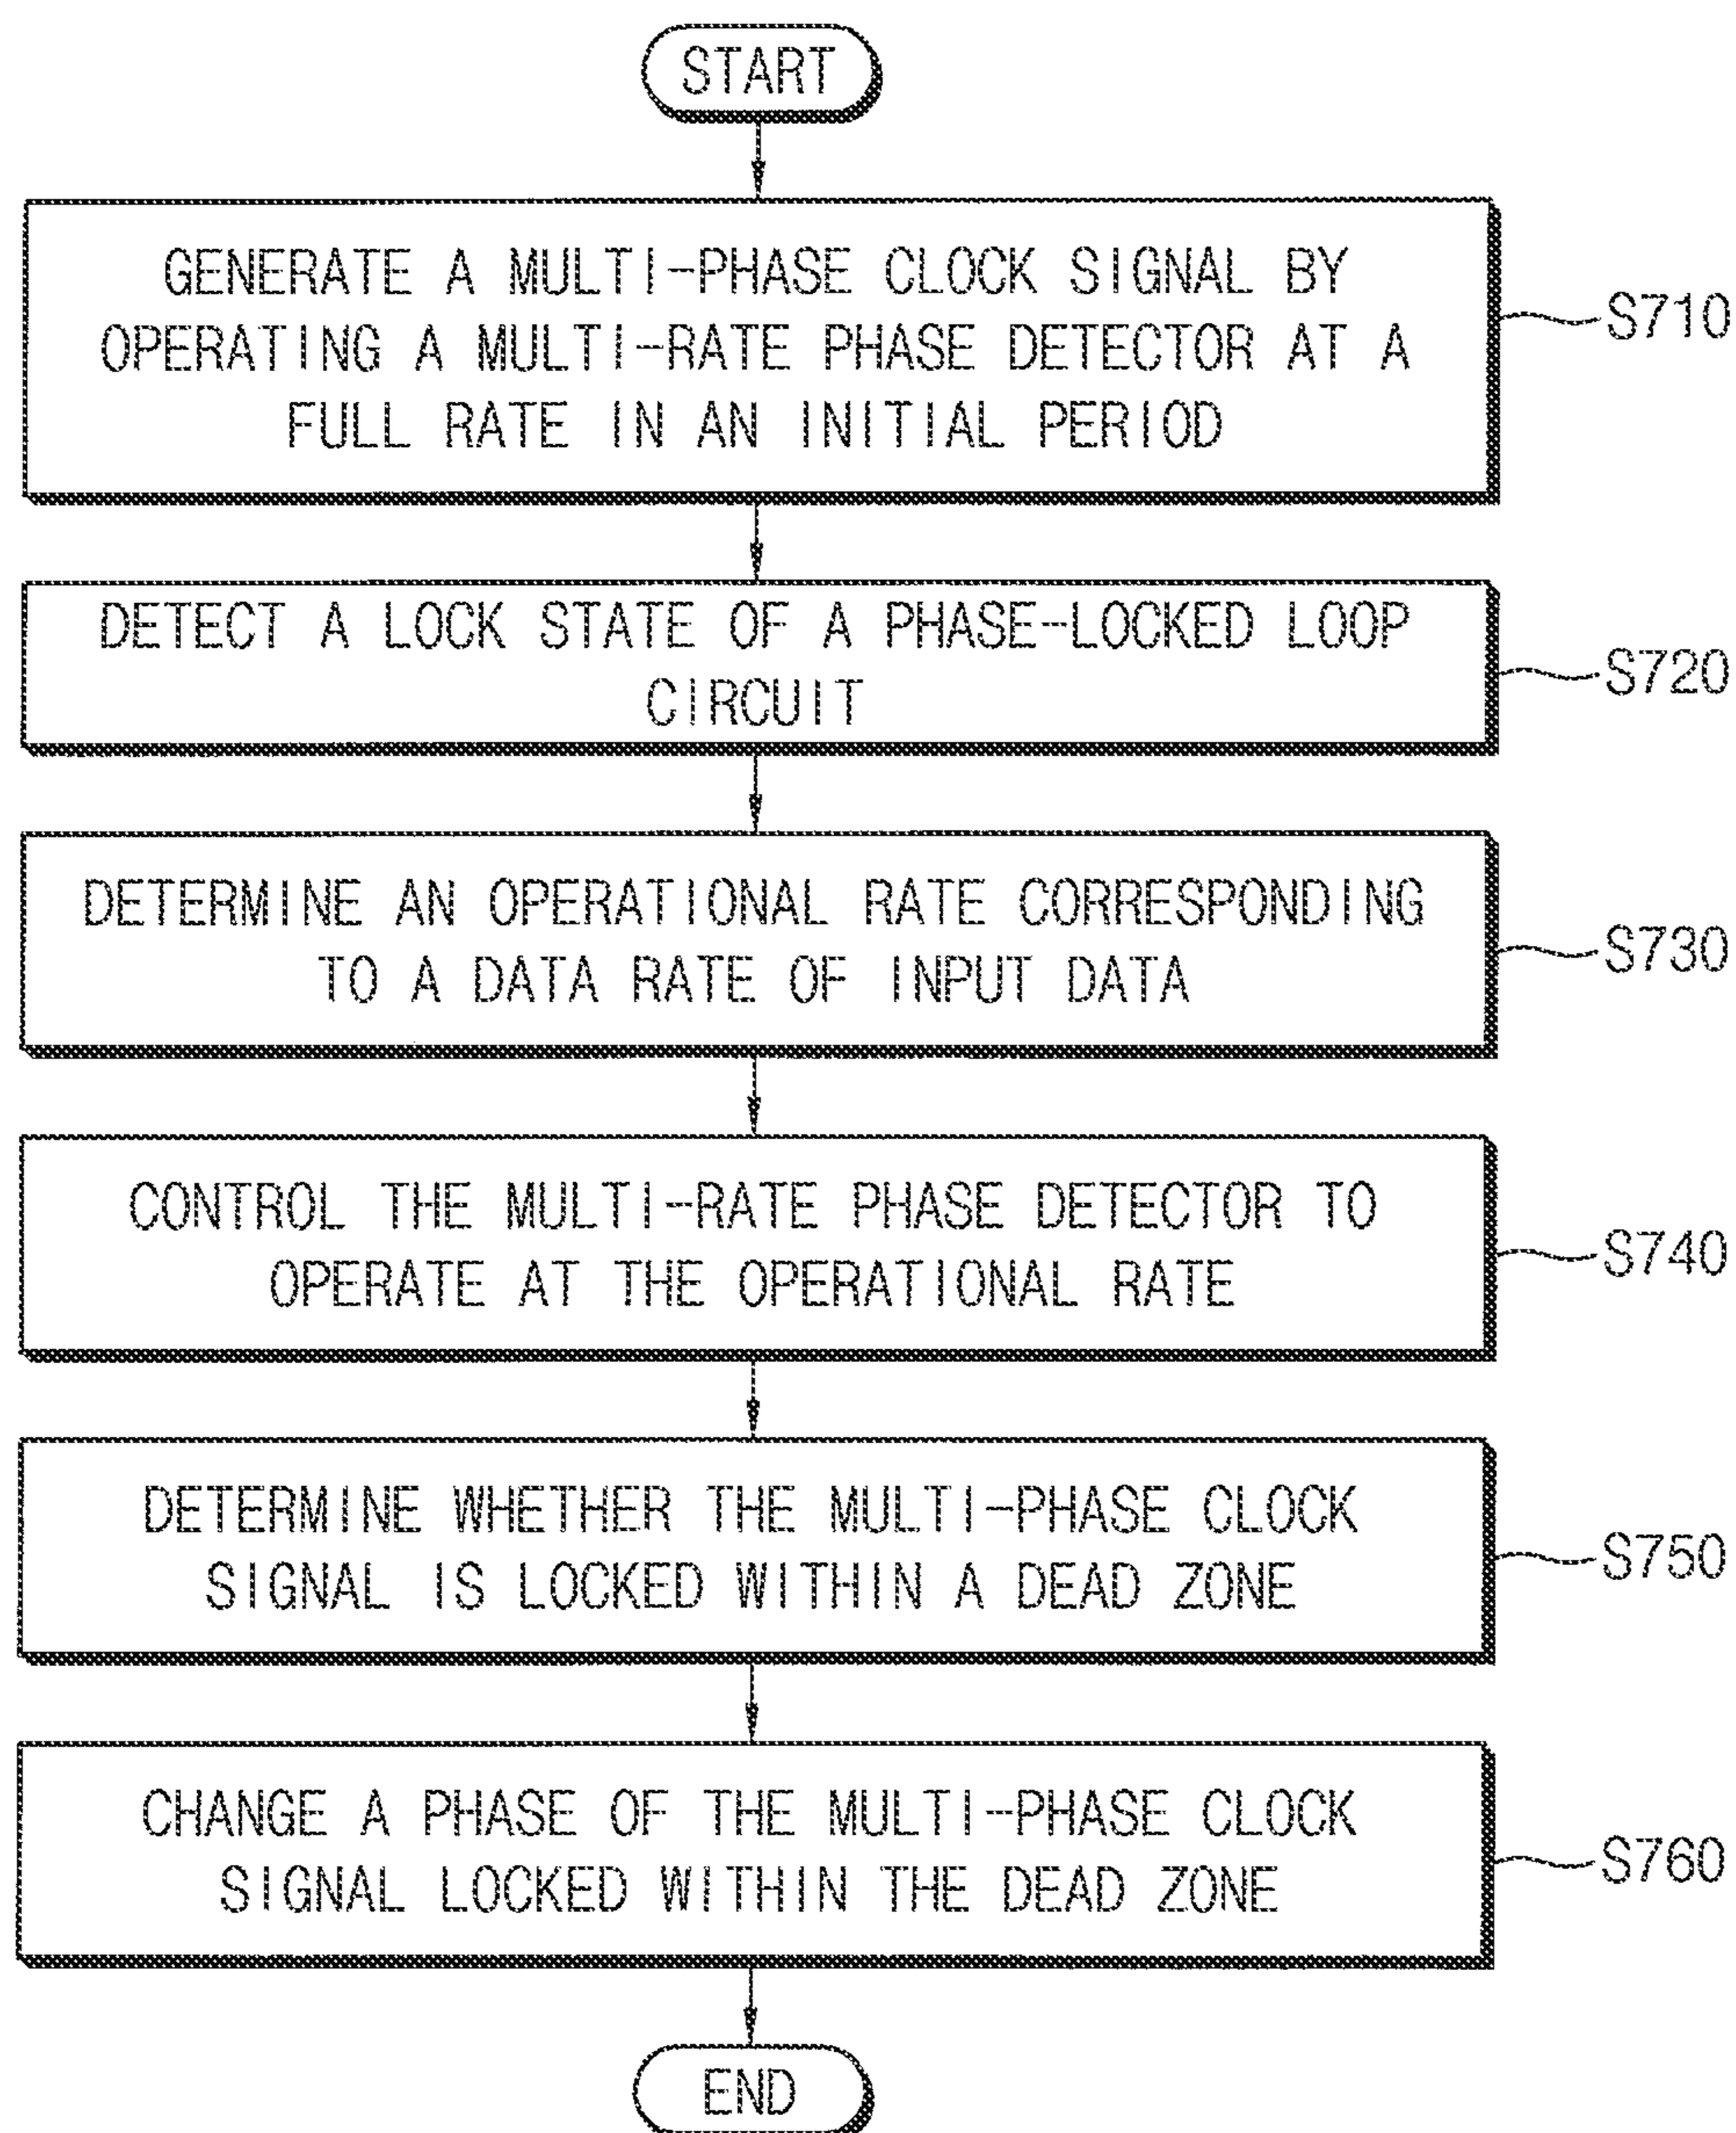 START
GENERATE A MULTI-PHASE CLOCK SIGNAL BY
OPERATING A MULTI-RATE PHASE DETECTOR AT A
FULL RATE IN AN INITIAL PERIOD
S710
DETECT A LOCK STATE OF A PHASE-LOCKED LOOP
CIRCUIT
S720
DETERMINE AN OPERATIONAL RATE CORRESPONDING
TO A DATA RATE OF INPUT DATA
S730
CONTROL THE MULTI-RATE PHASE DETECTOR TO
OPERATE AT THE OPERATIONAL RATE
S740
DETERMINE WHETHER THE MULTI-PHASE CLOCK
SIGNAL IS LOCKED WITHIN A DEAD ZONE
S750
CHANGE A PHASE OF THE MULTI-PHASE CLOCK
SIGNAL LOCKED WITHIN THE DEAD ZONE
S760
END